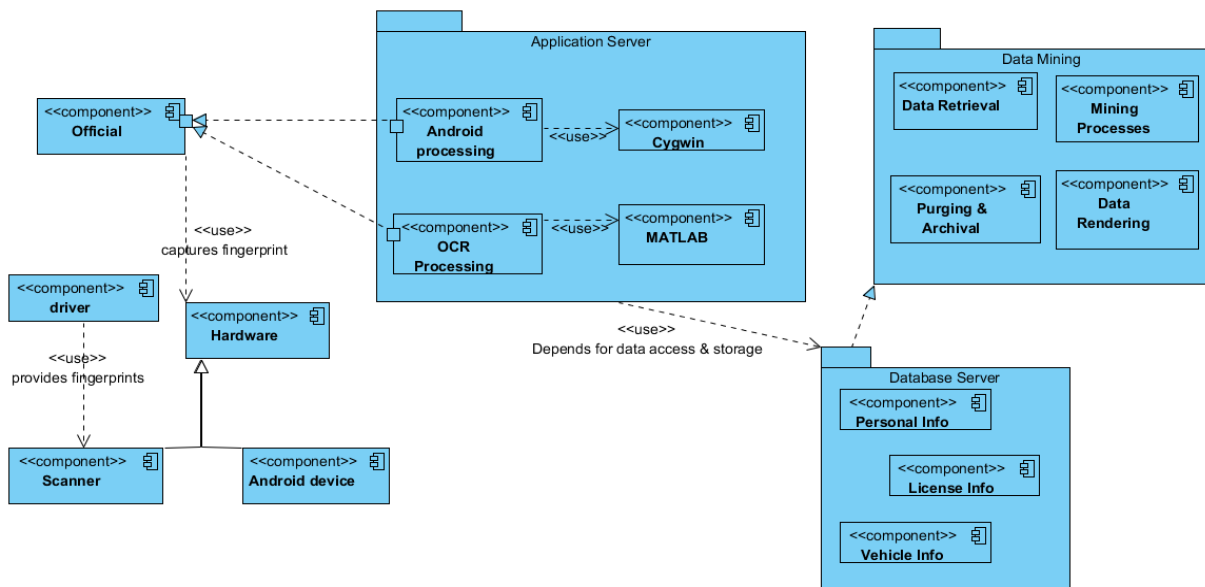 Application Server
<<component>>
Official
<<component>>
Android
processing
<<use>>
<<component>>
Cygwin
<<component>>
OCR
Processing
<<use>>
<<component>>
MATLAB
Data Mining
<<component>>
Data Retrieval
<<component>>
Mining
Processes
<<component>>
Purging &
Archival
<<component>>
Data
Rendering
<<use>>
captures fingerprint
<<component>>
driver
<<use>>
provides fingerprints
<<component>>
Hardware
<<component>>
Scanner
<<component>>
Android device
<<use>>
Depends for data access & storage
Database Server
<<component>>
Personal Info
<<component>>
License Info
<<component>>
Vehicle Info